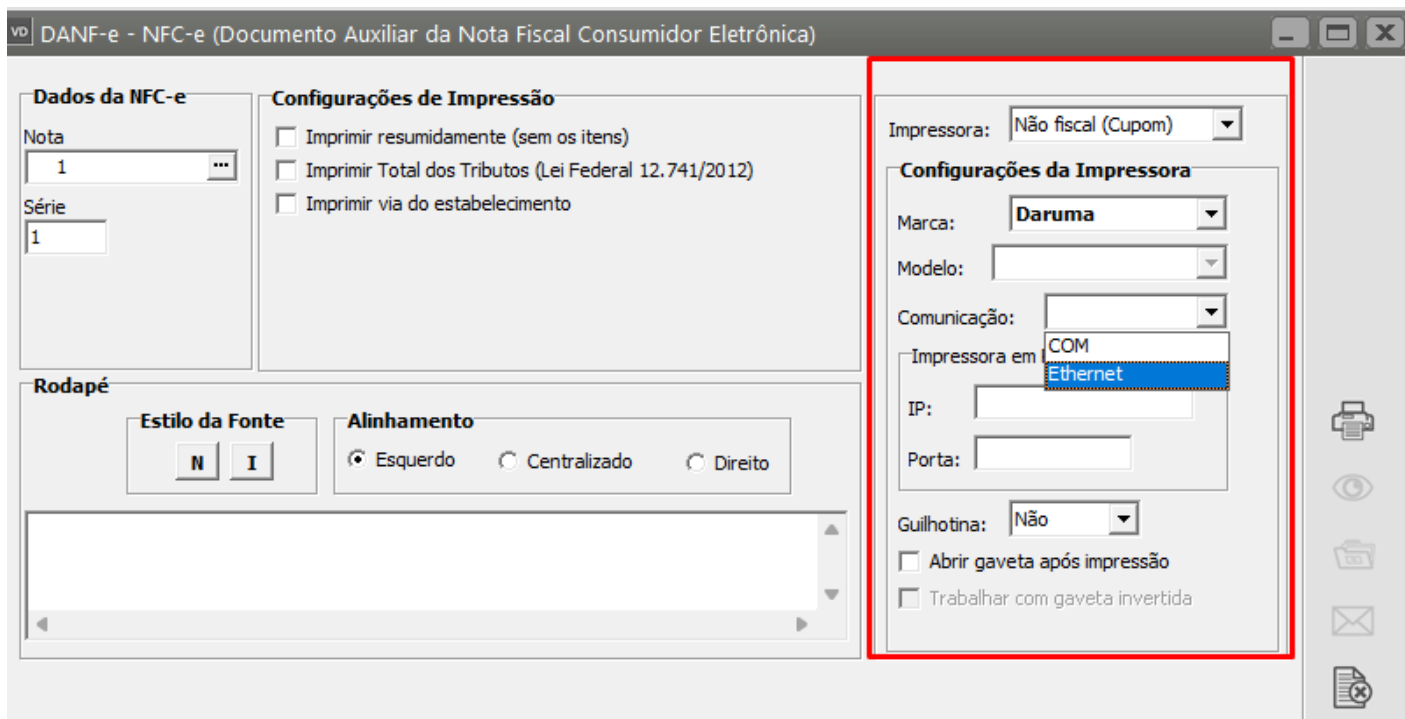 VD DANF-e - NFC-e (Documento Auxiliar da Nota Fiscal Consumidor Eletrônica)
Dados da NFC-e
Nota
1
...
Série
1
Configurações de Impressão
Imprimir resumidamente (sem os itens)
Imprimir Total dos Tributos (Lei Federal 12.741/2012)
Imprimir via do estabelecimento
Rodapé
Estilo da Fonte
N I
Alinhamento
Esquerdo Centralizado Direito
Impressora: Não fiscal (Cupom)
Configurações da Impressora
Marca: Daruma
Modelo:
Comunicação:
COM
Ethernet
Impressora em
IP:
Porta:
Guilhotina: Não
Abrir gaveta após impressão
Trabalhar com gaveta invertida